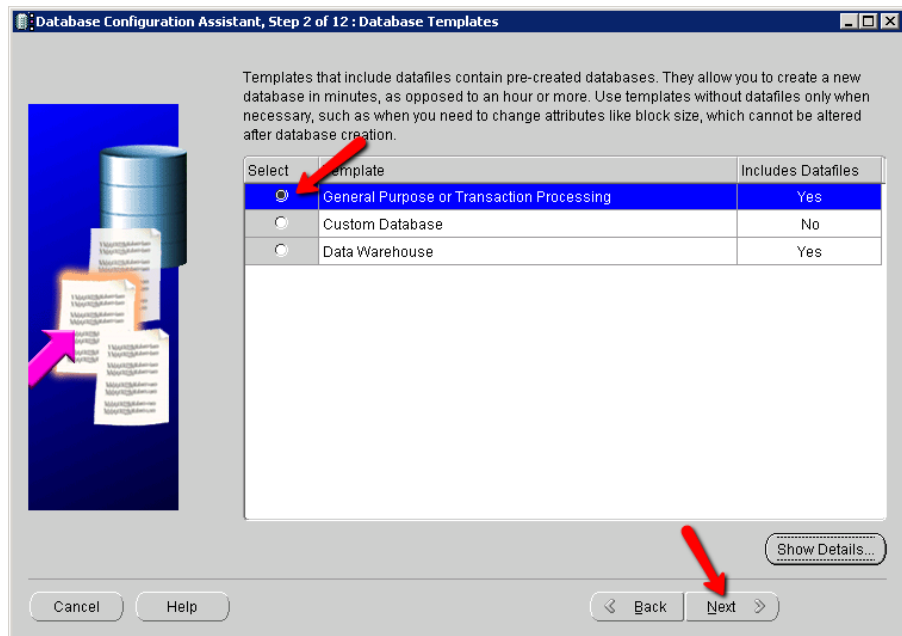 Database Configuration Assistant, Step 2 of 12 : Database Templates
Templates that include datafiles contain pre-created databases. They allow you to create a new
database in minutes, as opposed to an hour or more. Use templates without datafiles only when
necessary, such as when you need to change attributes like block size, which cannot be altered
after database creation.
Select Template Includes Datafiles
General Purpose or Transaction Processing Yes
Custom Database No
Data Warehouse Yes
Show Details...
Cancel Help Back Next